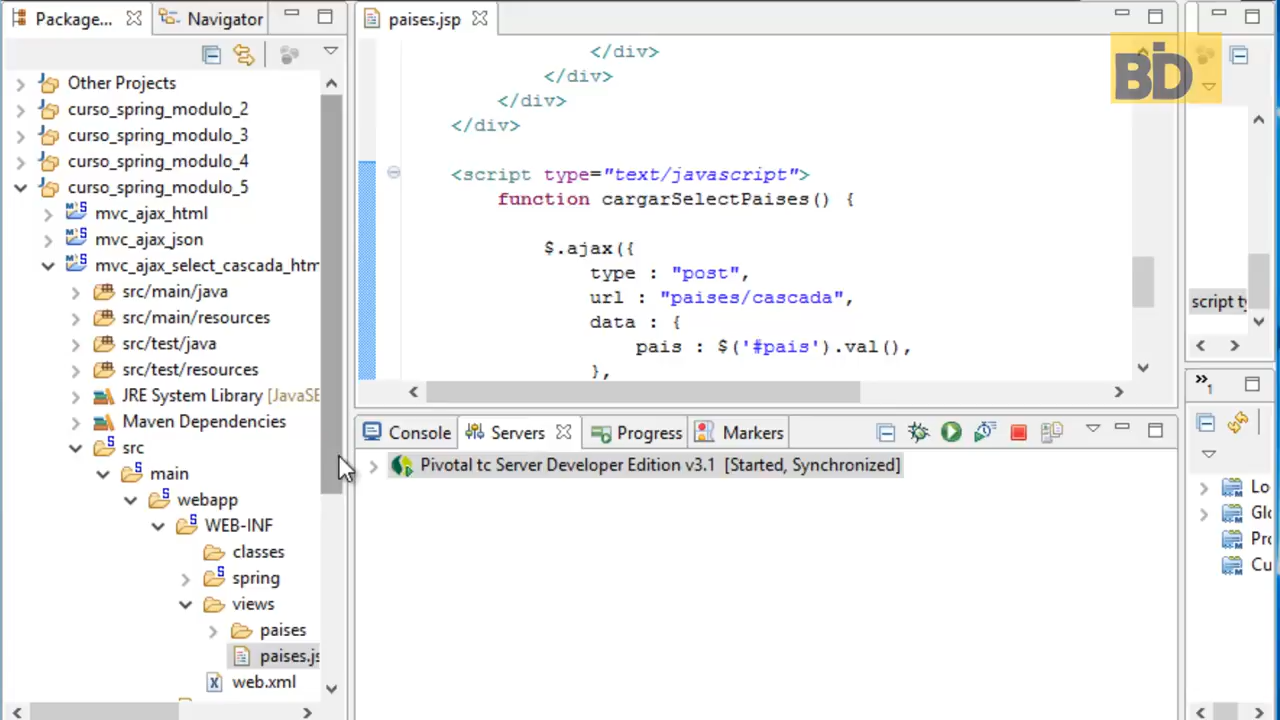 Package...
Navigator
Other Projects
curso_spring_modulo_2
curso_spring_modulo_3
curso_spring_modulo_4
curso_spring_modulo_5
mvc_ajax_html
mvc_ajax_json
mvc_ajax_select_cascada_htm
src/main/java
src/main/resources
src/test/java
src/test/resources
JRE System Library [JavaSE
Maven Dependencies
src
main
webapp
WEB-INF
classes
spring
views
paises
paises.js
web.xml
paises.jsp
</div>
</div>
</div>
</div>
<script type="text/javascript">
function cargarSelectPaises() {
$.ajax({
type : "post",
url : "paises/cascada",
data : {
pais : $('#pais').val(),
},
Console
Servers
Progress
Markers
Pivotal tc Server Developer Edition v3.1 [Started, Synchronized]
BD
script ty
»1
Lo
Glo
Pro
Cu